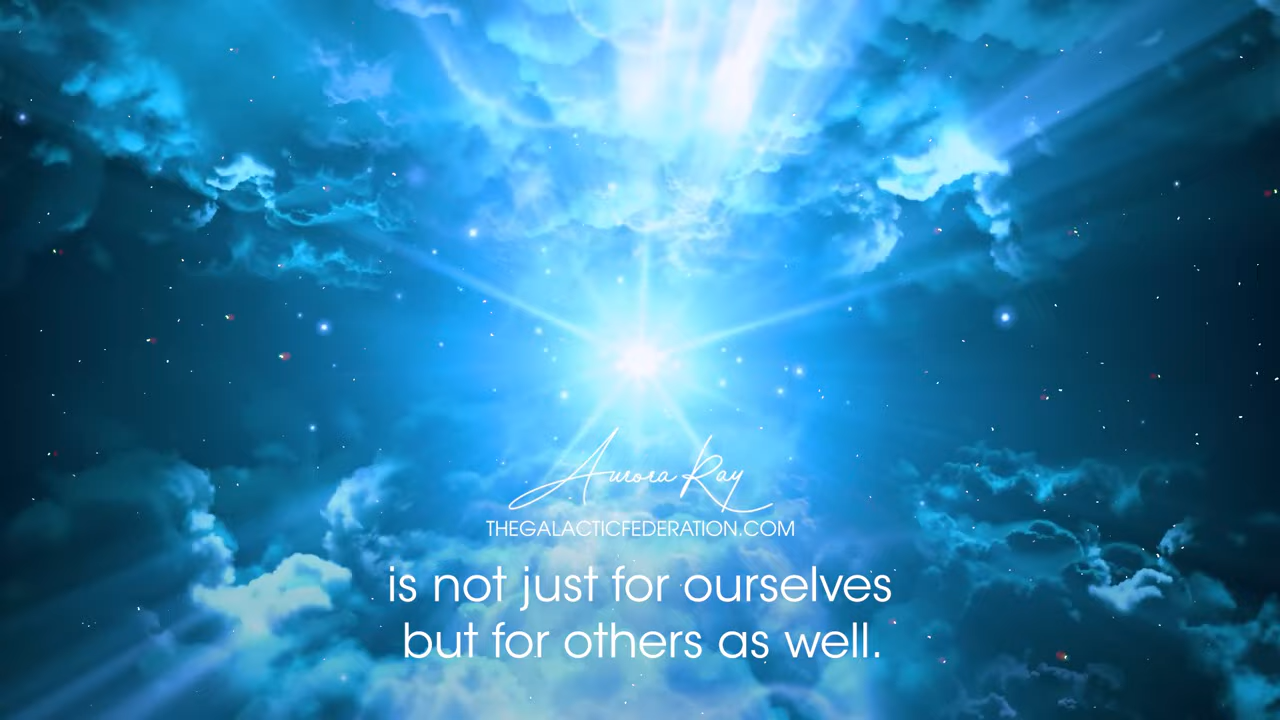 Aurora Ray
THEGALACTICFEDERATION.COM
is not just for ourselves
but for others as well.